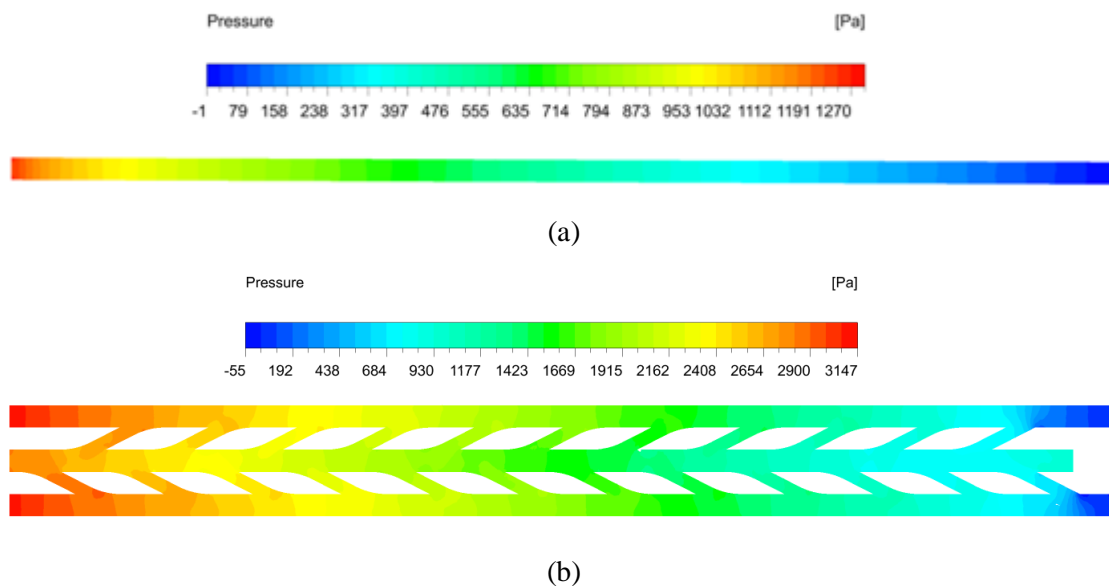 Pressure [Pa]
-1 79 158 238 317 397 476 555 635 714 794 873 953 1032 1112 1191 1270
(a)
Pressure [Pa]
-55 192 438 684 930 1177 1423 1669 1915 2162 2408 2654 2900 3147
(b)